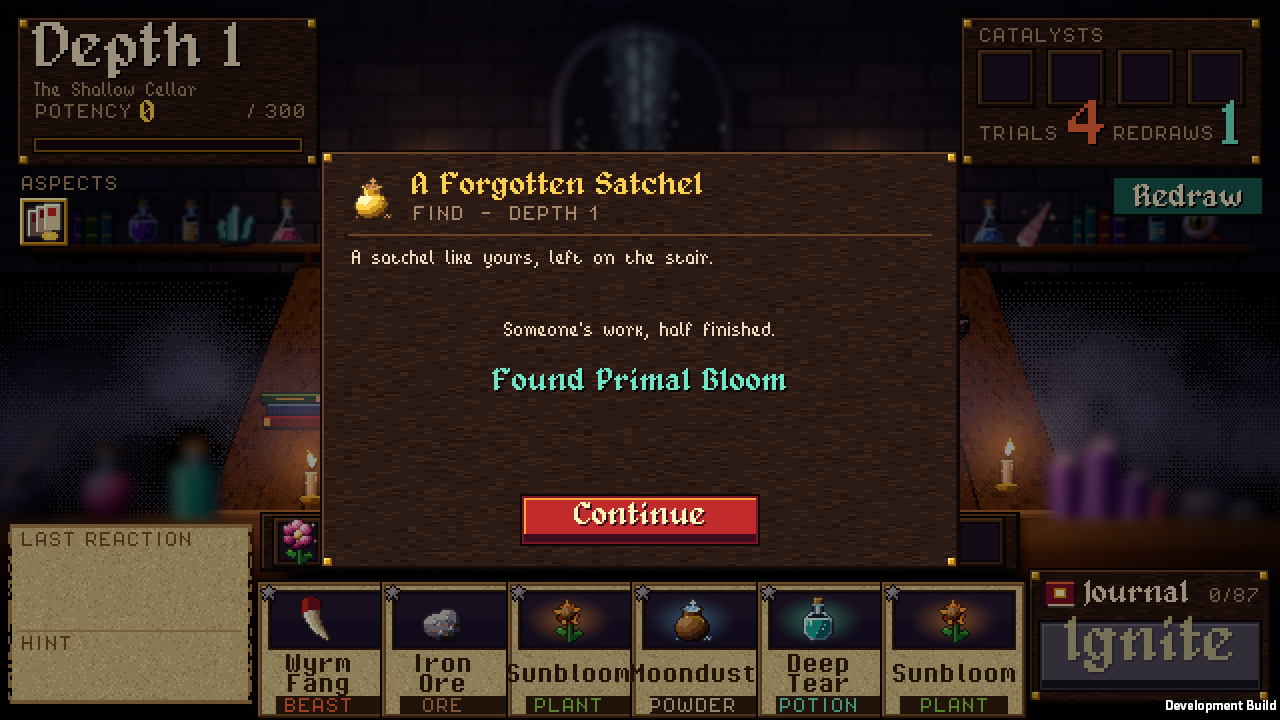 Depth 1
The Shallow Cellar
POTENCY 0 / 300
ASPECTS
CATALYSTS
TRIALS 4 REDRAWS 1
Redraw
A Forgotten Satchel
FIND - DEPTH 1
A satchel like yours, left on the stair.
Someone's work, half finished.
Found Primal Bloom
Continue
LAST REACTION
HINT
Wyrm
Fang
BEAST
Iron
Ore
ORE
Sunbloom
PLANT
Moondust
POWDER
Deep
Tear
POTION
Sunbloom
PLANT
Journal 0/87
Ignite
Development Build